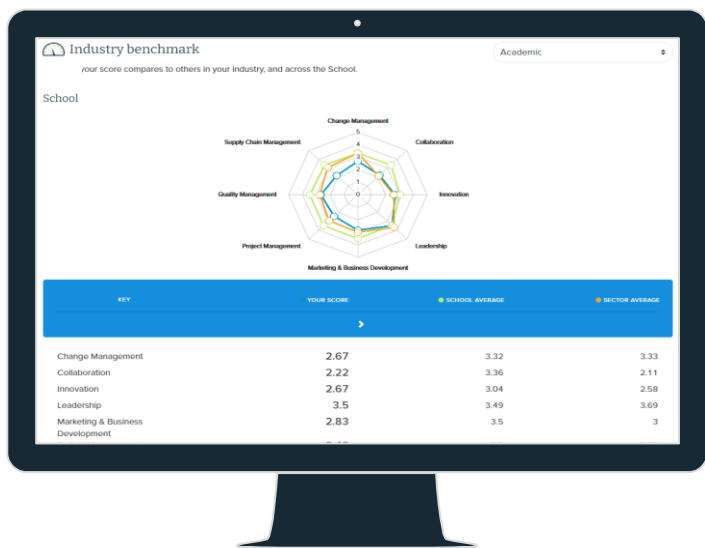 Industry benchmark
Academic
your score compares to others in your industry, and across the School.
School
Change Management
Supply Chain Management
Collaboration
Quality Management
Innovation
Project Management
Leadership
Marketing & Business Development
5
4
3
2
1
0
KEY YOUR SCORE SCHOOL AVERAGE SECTOR AVERAGE
Change Management 2.67 3.32 3.33
Collaboration 2.22 3.36 2.11
Innovation 2.67 3.04 2.58
Leadership 3.5 3.49 3.69
Marketing & Business 2.83 3.5 3
Development